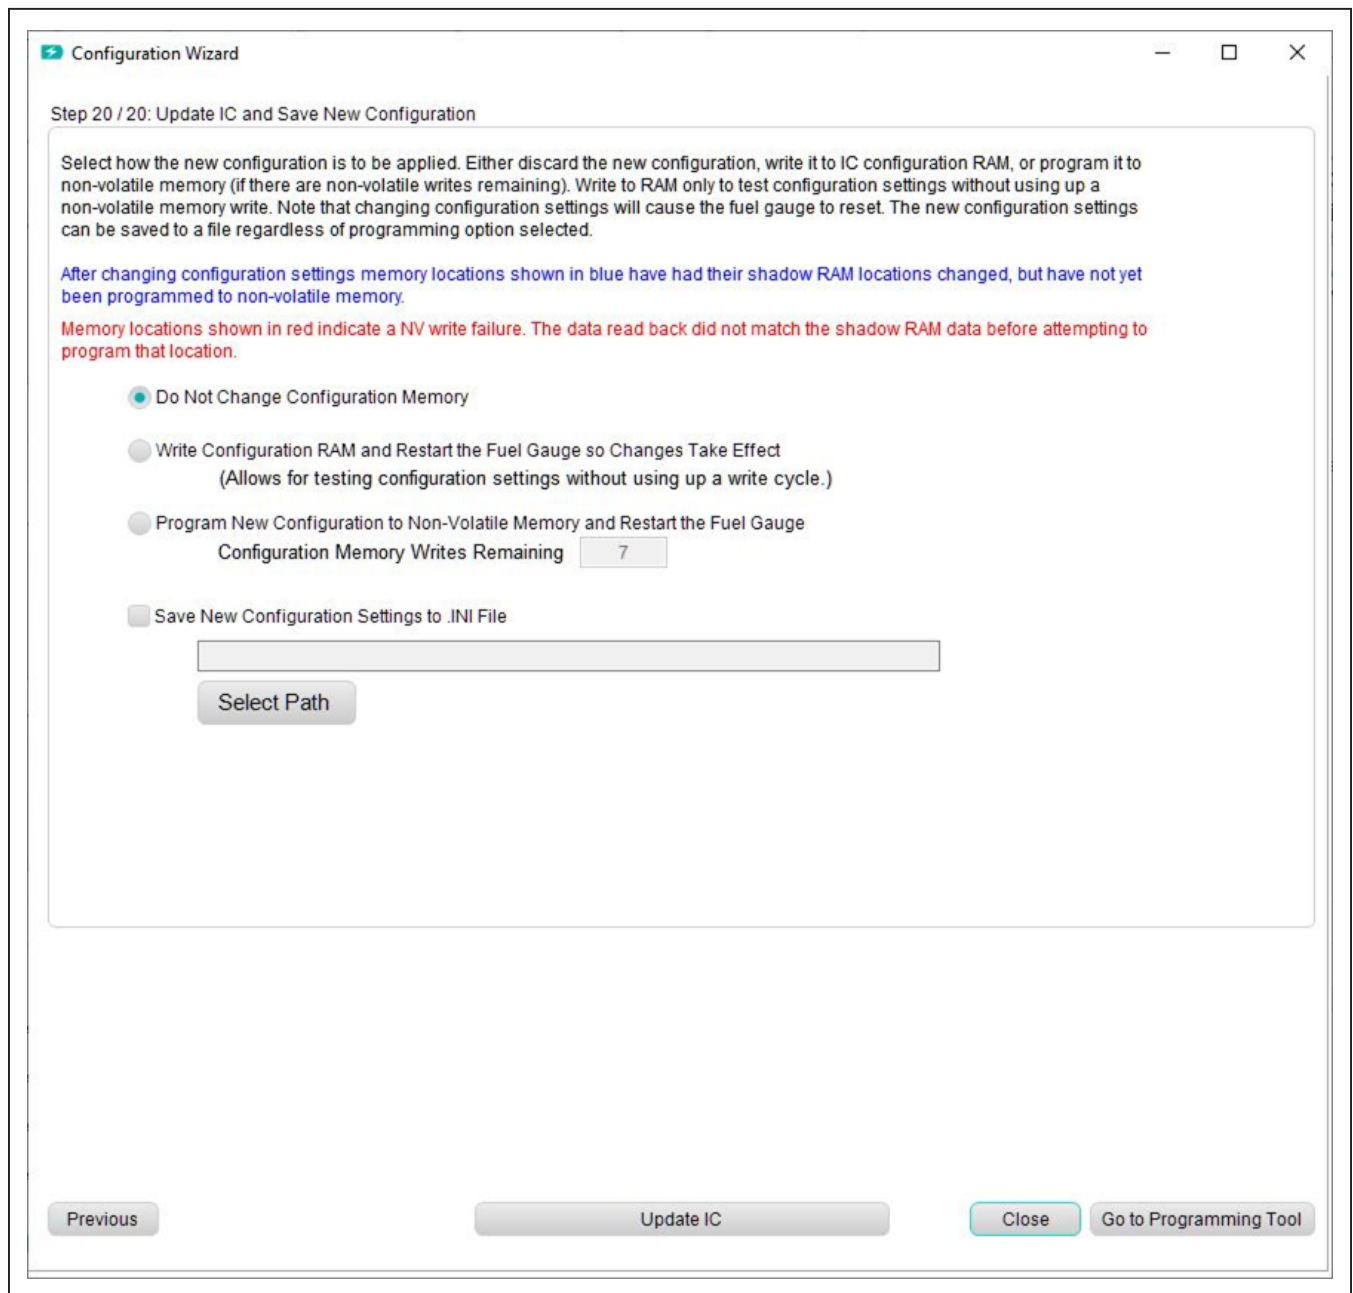 Configuration Wizard
Step 20 / 20: Update IC and Save New Configuration
Select how the new configuration is to be applied. Either discard the new configuration, write it to IC configuration RAM, or program it to
non-volatile memory (if there are non-volatile writes remaining). Write to RAM only to test configuration settings without using up a
non-volatile memory write. Note that changing configuration settings will cause the fuel gauge to reset. The new configuration settings
can be saved to a file regardless of programming option selected.
After changing configuration settings memory locations shown in blue have had their shadow RAM locations changed, but have not yet
been programmed to non-volatile memory.
Memory locations shown in red indicate a NV write failure. The data read back did not match the shadow RAM data before attempting to
program that location.
Do Not Change Configuration Memory
Write Configuration RAM and Restart the Fuel Gauge so Changes Take Effect
(Allows for testing configuration settings without using up a write cycle.)
Program New Configuration to Non-Volatile Memory and Restart the Fuel Gauge
Configuration Memory Writes Remaining 7
Save New Configuration Settings to .INI File
Select Path
Previous Update IC Close Go to Programming Tool